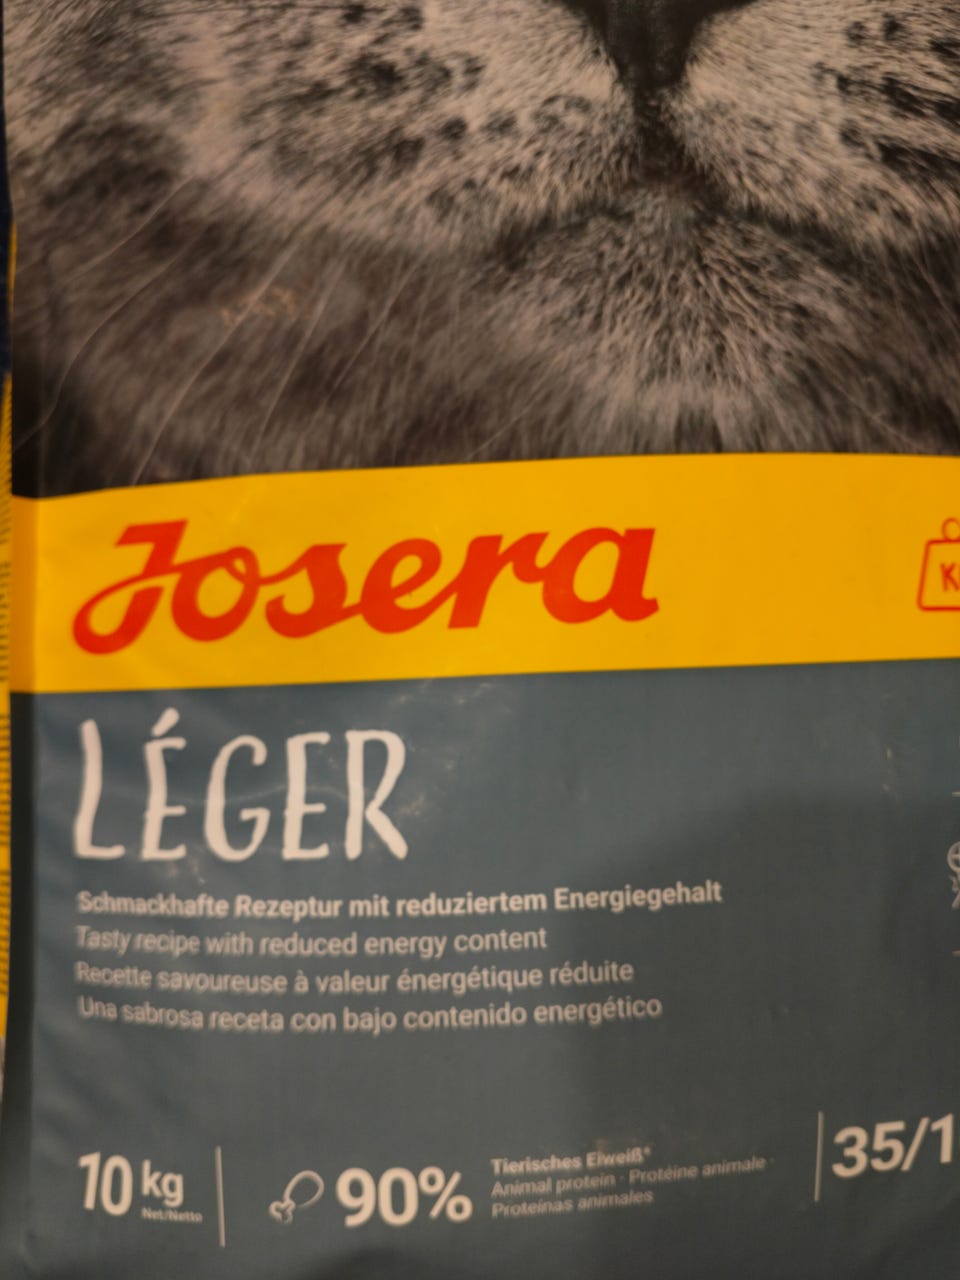 Josera
LÉGER
Schmackhafte Rezeptur mit reduziertem Energiegehalt
Tasty recipe with reduced energy content
Recette savoureuse à valeur énergétique réduite
Una sabrosa receta con bajo contenido energético
10 kg
Net/Netto
90%
Tierisches Eiweiß*
Animal protein · Protéine animale ·
Proteínas animales
35/1